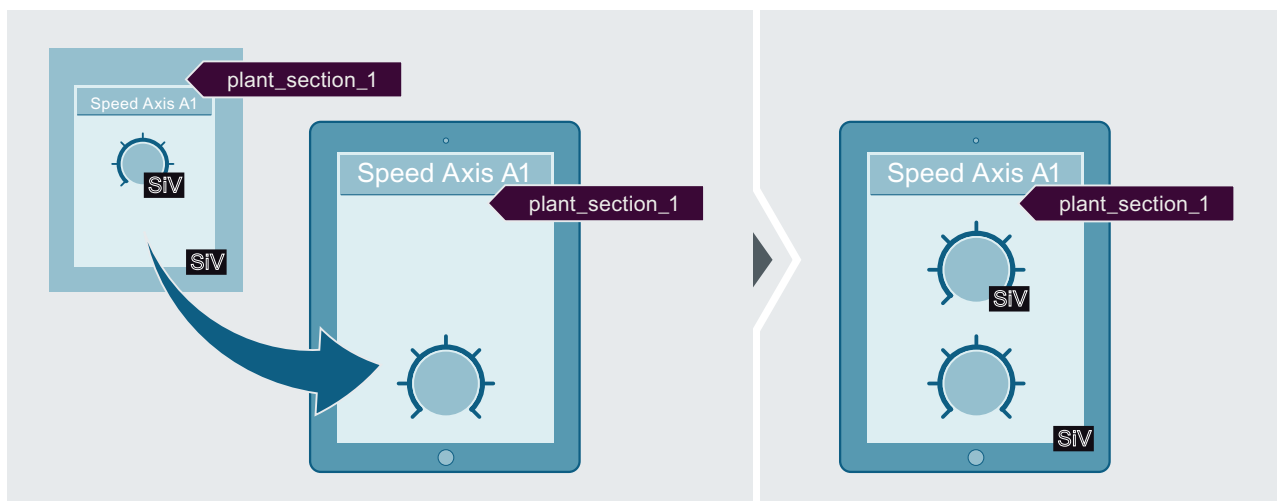 plant_section_1
Speed Axis A1
SiV
SiV
Speed Axis A1
plant_section_1
Speed Axis A1
plant_section_1
SiV
SiV